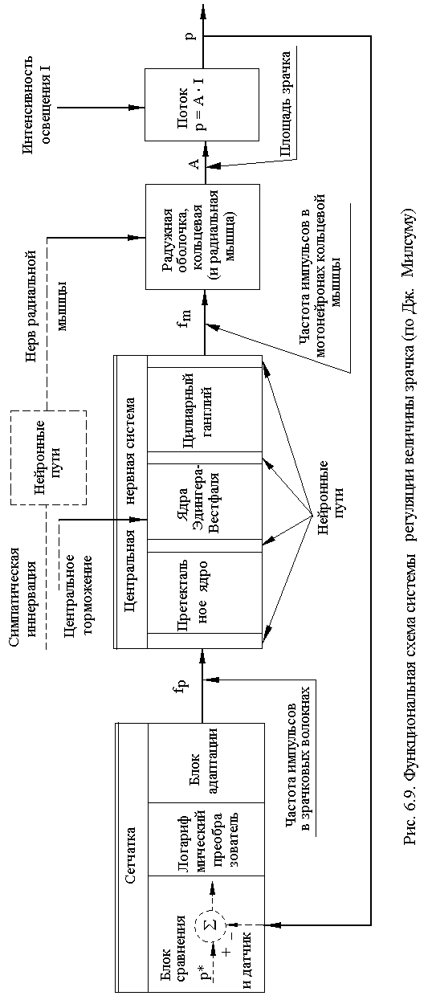 Сетчатка
Блок
сравнения
p*
Σ
+
−
и датчик
Логариф
мический
преобра
зователь
Блок
адаптации
fp
Частота импульсов
в зрачковых волокнах
Симпатическая
иннервация
Центральное
торможение
Нейронные
пути
Нерв радиальной
мышцы
Центральная нервная система
Претекталь
ное ядро
Ядра
Эдингера-
Вестфаля
Цилиарный
ганглий
Нейронные
пути
fm
Частота импульсов в
мотонейронах кольцевой
мышцы
Радужная
оболочка,
кольцевая
(и радиальная
мышца)
A
Площадь зрачка
Интенсивность
освещения I
Поток
p = A · I
p
Рис. 6.9. Функциональная схема системы регуляции величины зрачка (по Дж. Милсуму)